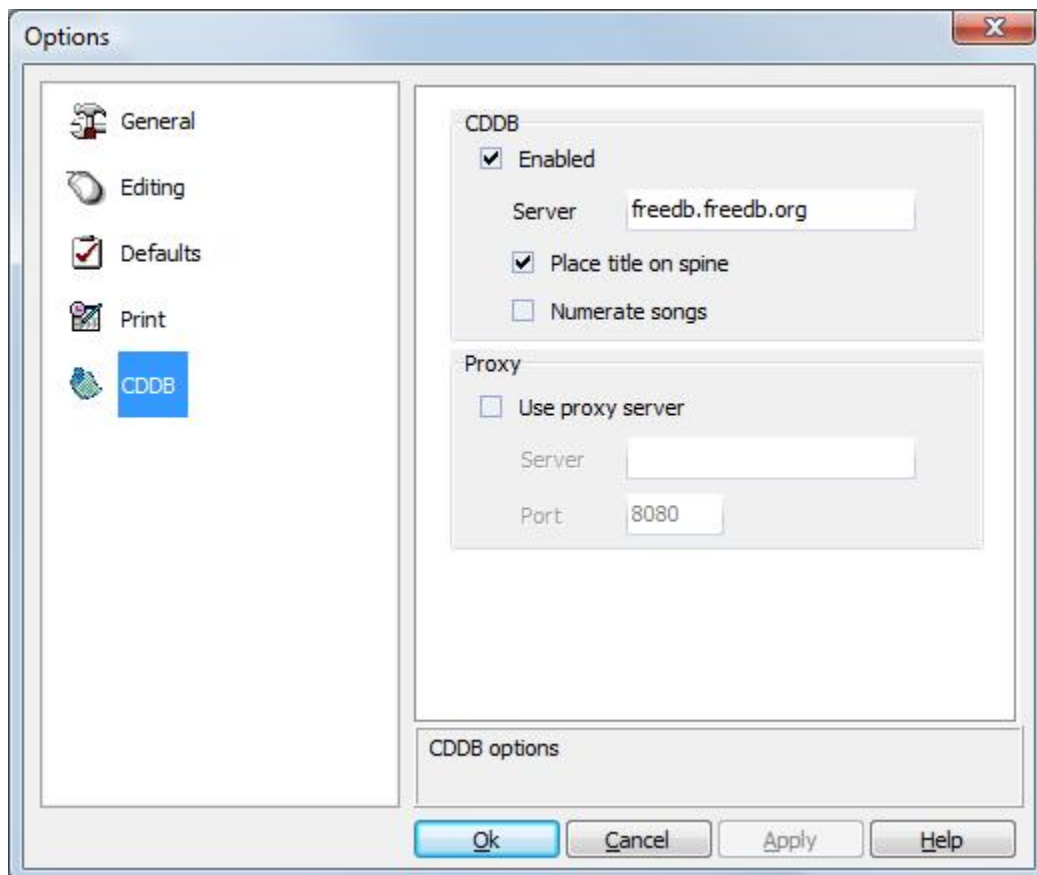 Options
General
Editing
Defaults
Print
CDDB
CDDB
Enabled
Server freedb.freedb.org
Place title on spine
Numerate songs
Proxy
Use proxy server
Server
Port 8080
CDDB options
Ok Cancel Apply Help